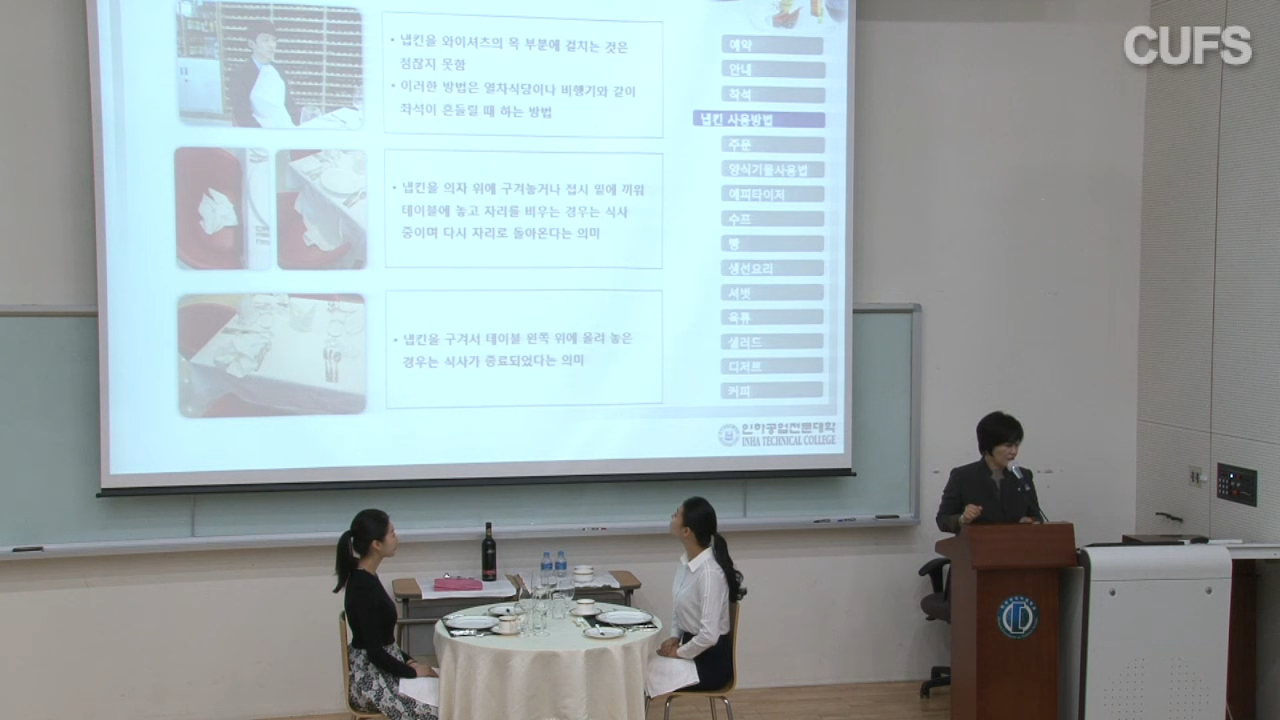 CUFS
• 냅킨을 와이셔츠의 목 부분에 걸치는 것은
점잖지 못함
• 이러한 방법은 열차식당이나 비행기와 같이
좌석이 흔들릴 때 하는 방법
• 냅킨을 의자 위에 구겨놓거나 접시 밑에 끼워
테이블에 놓고 자리를 비우는 경우는 식사
중이며 다시 자리로 돌아온다는 의미
• 냅킨을 구겨서 테이블 왼쪽 위에 올려 놓은
경우는 식사가 종료되었다는 의미
예약
안내
착석
냅킨 사용방법
주문
양식기물사용법
애피타이저
수프
빵
생선요리
셔벗
육류
샐러드
디저트
커피
인하공업전문대학
INHA TECHNICAL COLLEGE